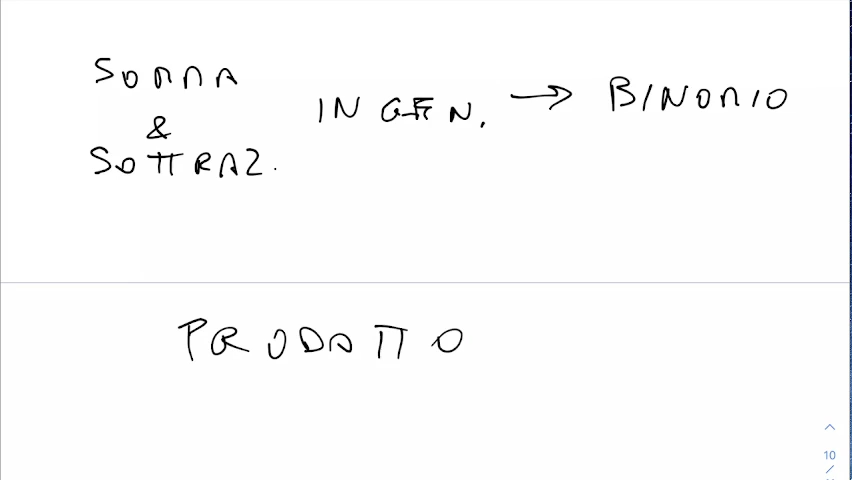 SOMMA
&
SOTTRAZ.
IN GEN. → BINOMIO
PRODOTTO
10
/